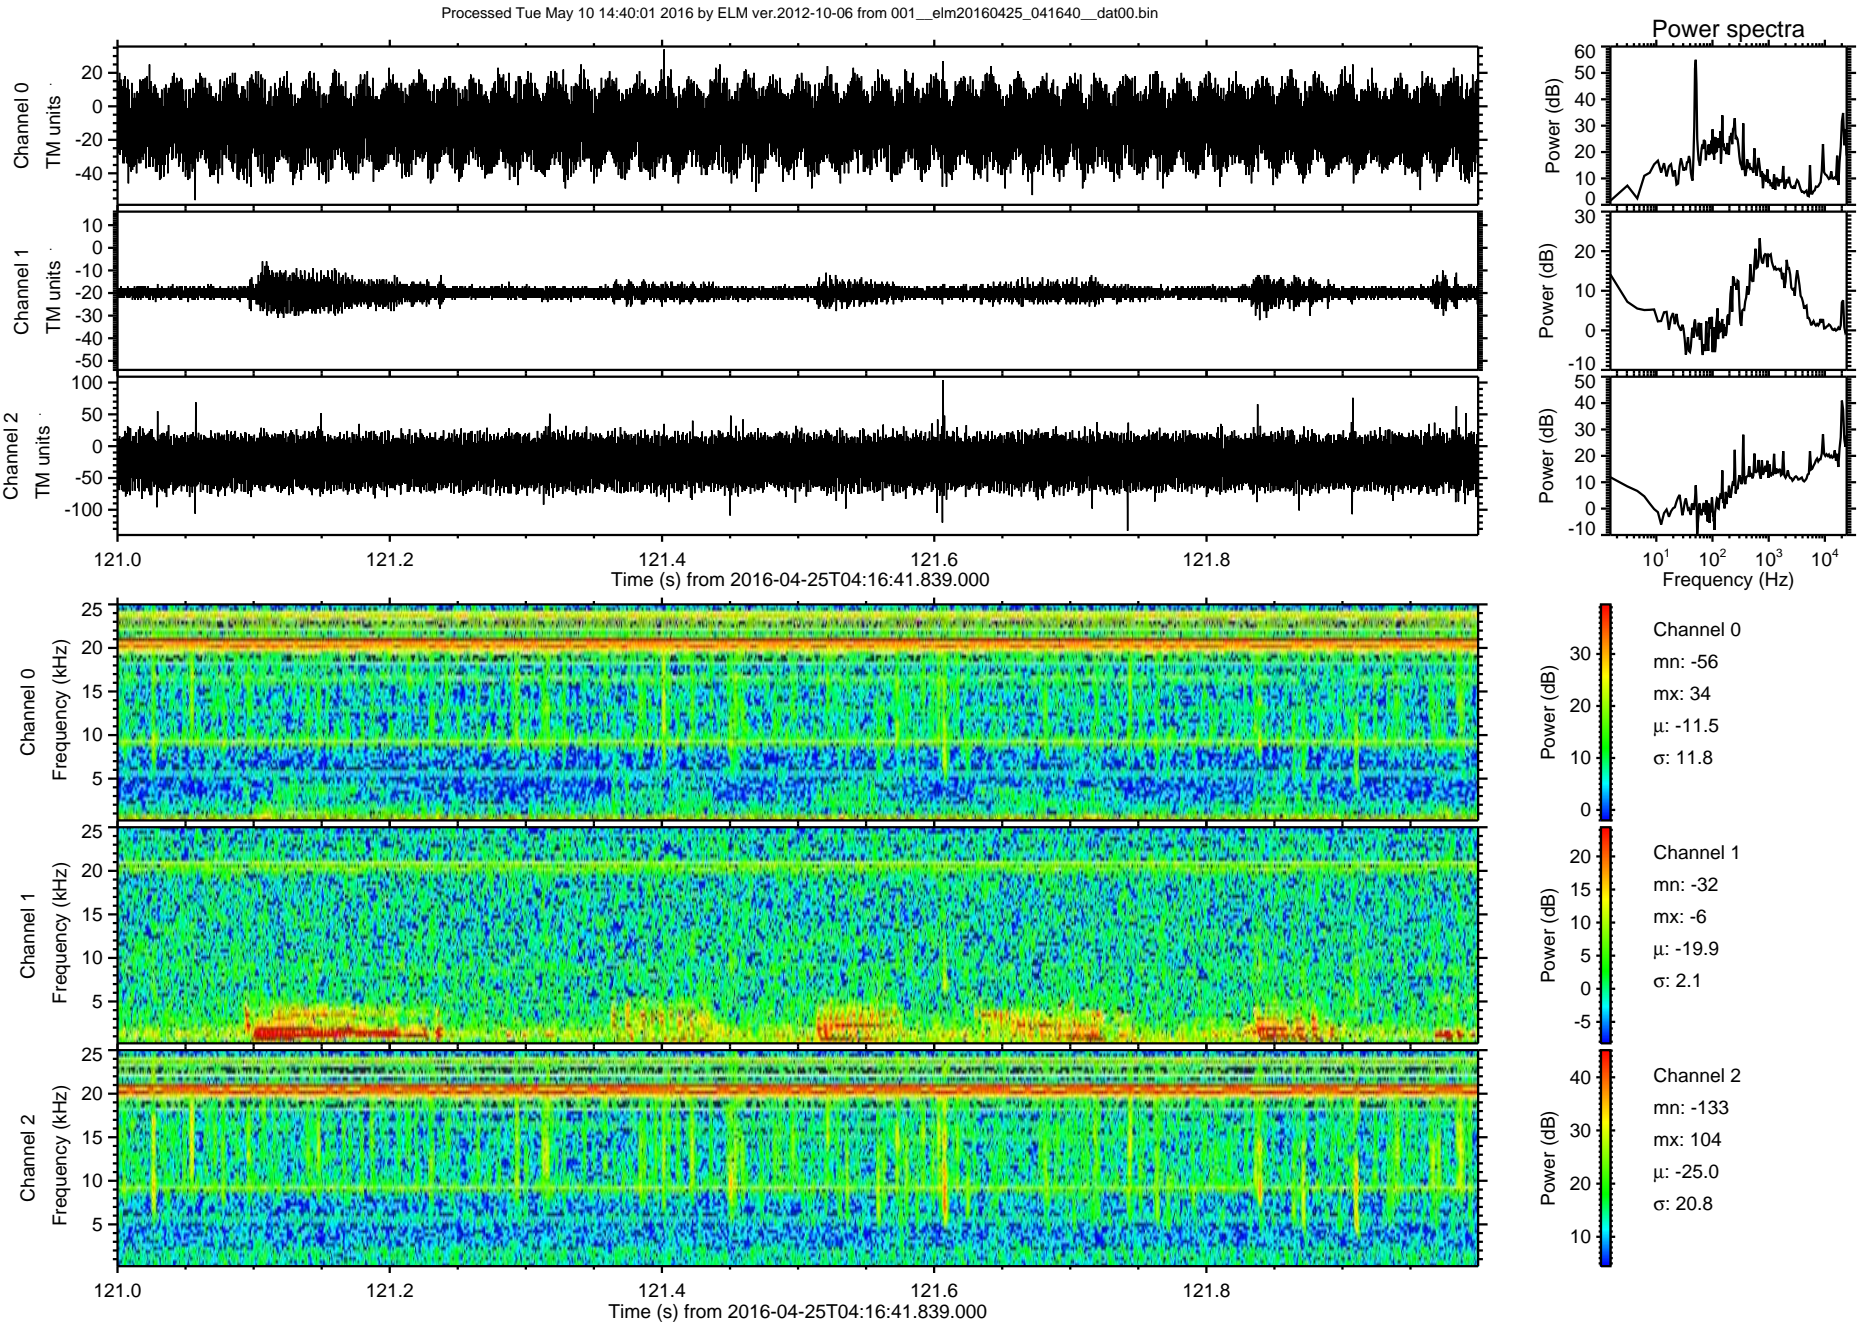 Processed Tue May 10 14:40:01 2016 by ELM ver.2012-10-06 from 001__elm20160425_041640__dat00.bin
Power spectra
Channel 0
TM units
20
0
-20
-40
Power (dB)
60
50
40
30
20
10
0
Channel 1
TM units
10
0
-10
-20
-30
-40
-50
Power (dB)
30
20
10
0
-10
Channel 2
TM units
100
50
0
-50
-100
Power (dB)
50
40
30
20
10
0
-10
121.0 121.2 121.4 121.6 121.8
Time (s) from 2016-04-25T04:16:41.839.000
10¹ 10² 10³ 10⁴
Frequency (Hz)
Channel 0
Frequency (kHz)
25
20
15
10
5
Power (dB)
30
20
10
0
Channel 0
mn: -56
mx: 34
μ: -11.5
σ: 11.8
Channel 1
Frequency (kHz)
25
20
15
10
5
Power (dB)
20
15
10
5
0
-5
Channel 1
mn: -32
mx: -6
μ: -19.9
σ: 2.1
Channel 2
Frequency (kHz)
25
20
15
10
5
Power (dB)
40
30
20
10
Channel 2
mn: -133
mx: 104
μ: -25.0
σ: 20.8
121.0 121.2 121.4 121.6 121.8
Time (s) from 2016-04-25T04:16:41.839.000